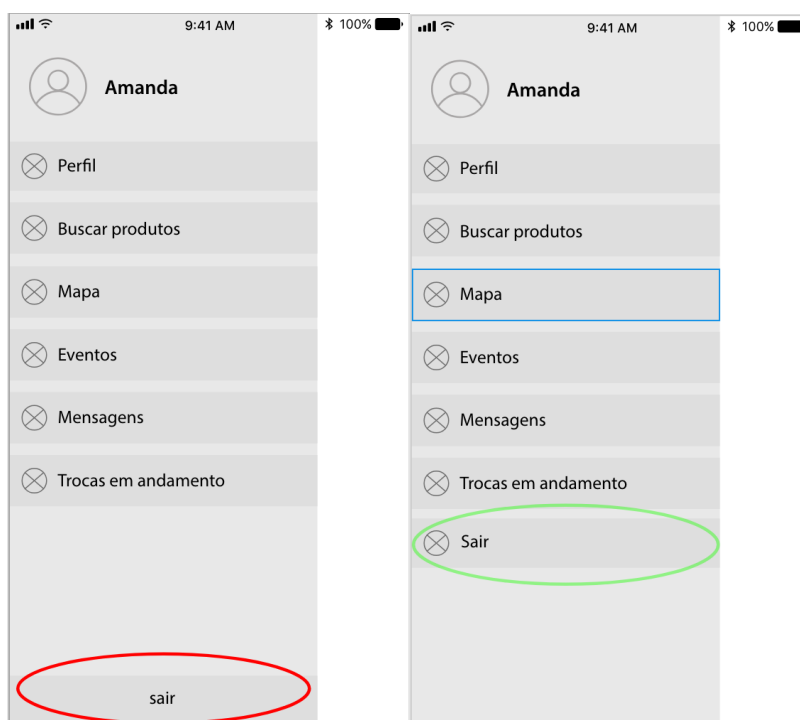 9:41 AM
100%
Amanda
Perfil
Buscar produtos
Mapa
Eventos
Mensagens
Trocas em andamento
sair
9:41 AM
100%
Amanda
Perfil
Buscar produtos
Mapa
Eventos
Mensagens
Trocas em andamento
Sair